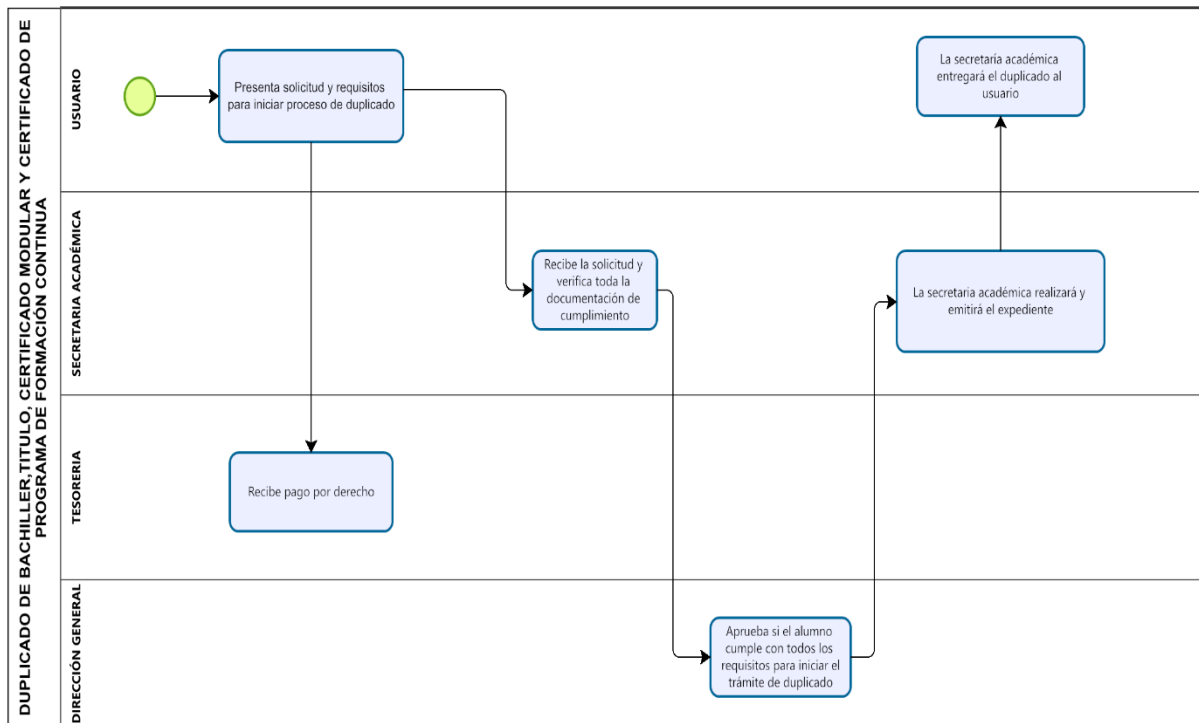 DUPLICADO DE BACHILLER,TITULO, CERTIFICADO MODULAR Y CERTIFICADO DE
PROGRAMA DE FORMACIÓN CONTINUA
USUARIO
Presenta solicitud y requisitos
para iniciar proceso de duplicado
La secretaría académica
entregará el duplicado al
usuario
SECRETARIA ACADÉMICA
Recibe la solicitud y
verifica toda la
documentación de
cumplimiento
La secretaria académica realizará y
emitirá el expediente
TESORERIA
Recibe pago por derecho
DIRECCIÓN GENERAL
Aprueba si el alumno
cumple con todos los
requisitos para iniciar el
trámite de duplicado